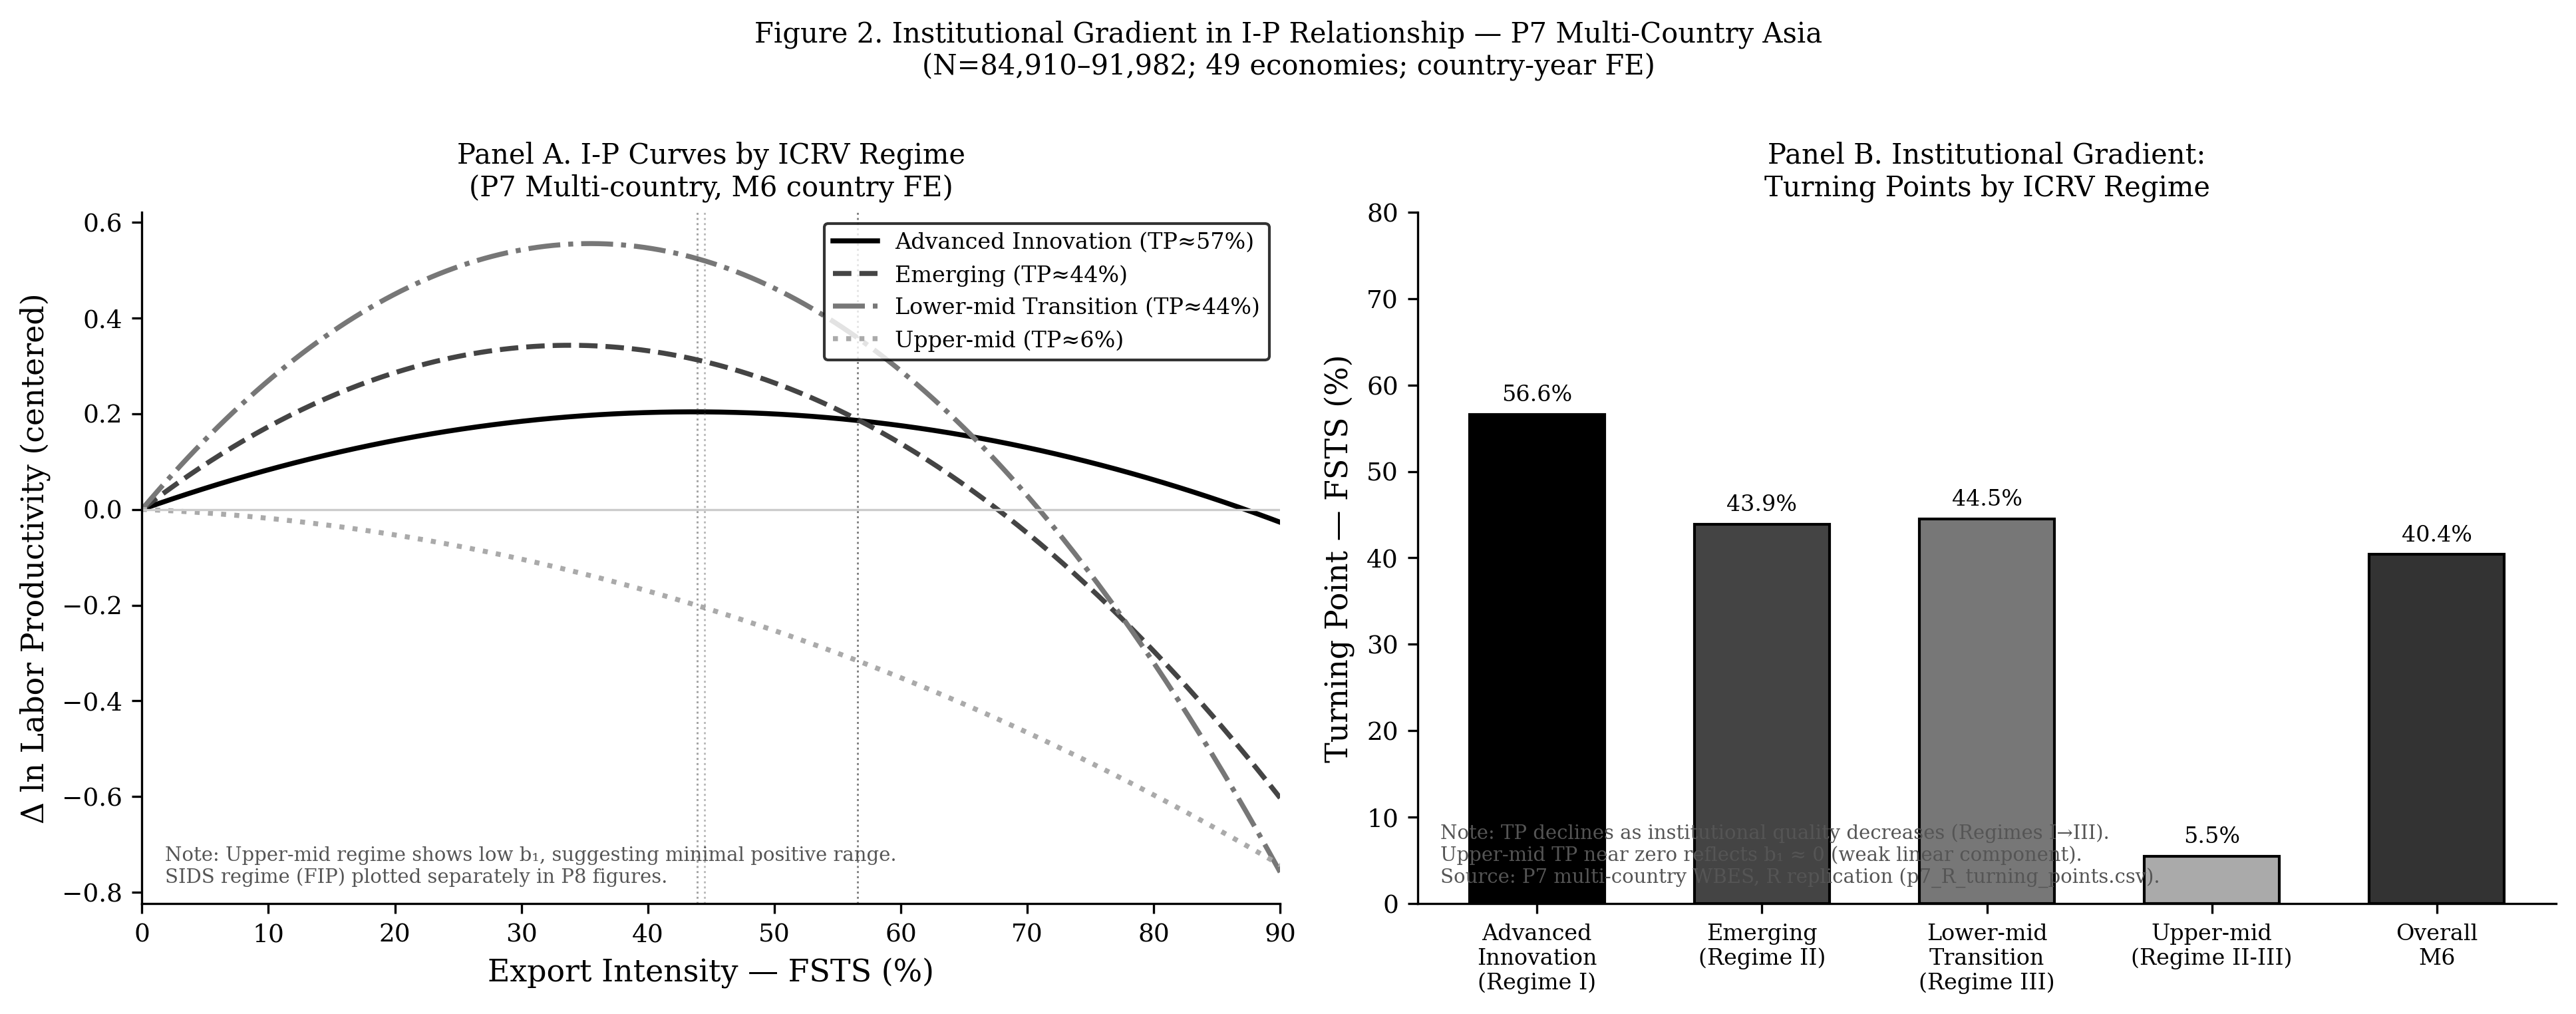 Figure 2. Institutional Gradient in I-P Relationship — P7 Multi-Country Asia
(N=84,910–91,982; 49 economies; country-year FE)
Panel A. I-P Curves by ICRV Regime
(P7 Multi-country, M6 country FE)
Δ ln Labor Productivity (centered)
0.6
0.4
0.2
0.0
−0.2
−0.4
−0.6
−0.8
Advanced Innovation (TP≈57%)
Emerging (TP≈44%)
Lower-mid Transition (TP≈44%)
Upper-mid (TP≈6%)
Note: Upper-mid regime shows low b₁, suggesting minimal positive range.
SIDS regime (FIP) plotted separately in P8 figures.
0 10 20 30 40 50 60 70 80 90
Export Intensity — FSTS (%)
Panel B. Institutional Gradient:
Turning Points by ICRV Regime
Turning Point — FSTS (%)
80
70
60
50
40
30
20
10
0
56.6%
43.9%
44.5%
5.5%
40.4%
Note: TP declines as institutional quality decreases (Regimes I→III).
Upper-mid TP near zero reflects b₁ ≈ 0 (weak linear component).
Source: P7 multi-country WBES, R replication (p7_R_turning_points.csv).
Advanced
Innovation
(Regime I)
Emerging
(Regime II)
Lower-mid
Transition
(Regime III)
Upper-mid
(Regime II-III)
Overall
M6